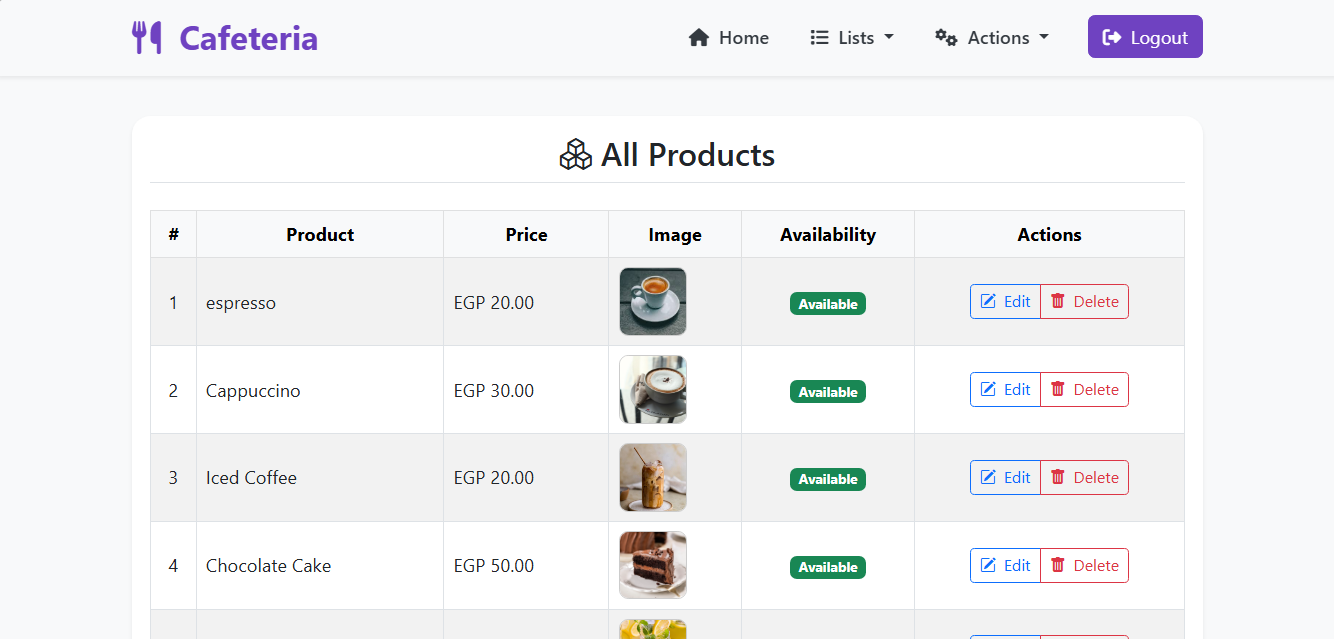 Cafeteria Home Lists Actions Logout
All Products
# Product Price Image Availability Actions
1 espresso EGP 20.00 Available Edit Delete
2 Cappuccino EGP 30.00 Available Edit Delete
3 Iced Coffee EGP 20.00 Available Edit Delete
4 Chocolate Cake EGP 50.00 Available Edit Delete